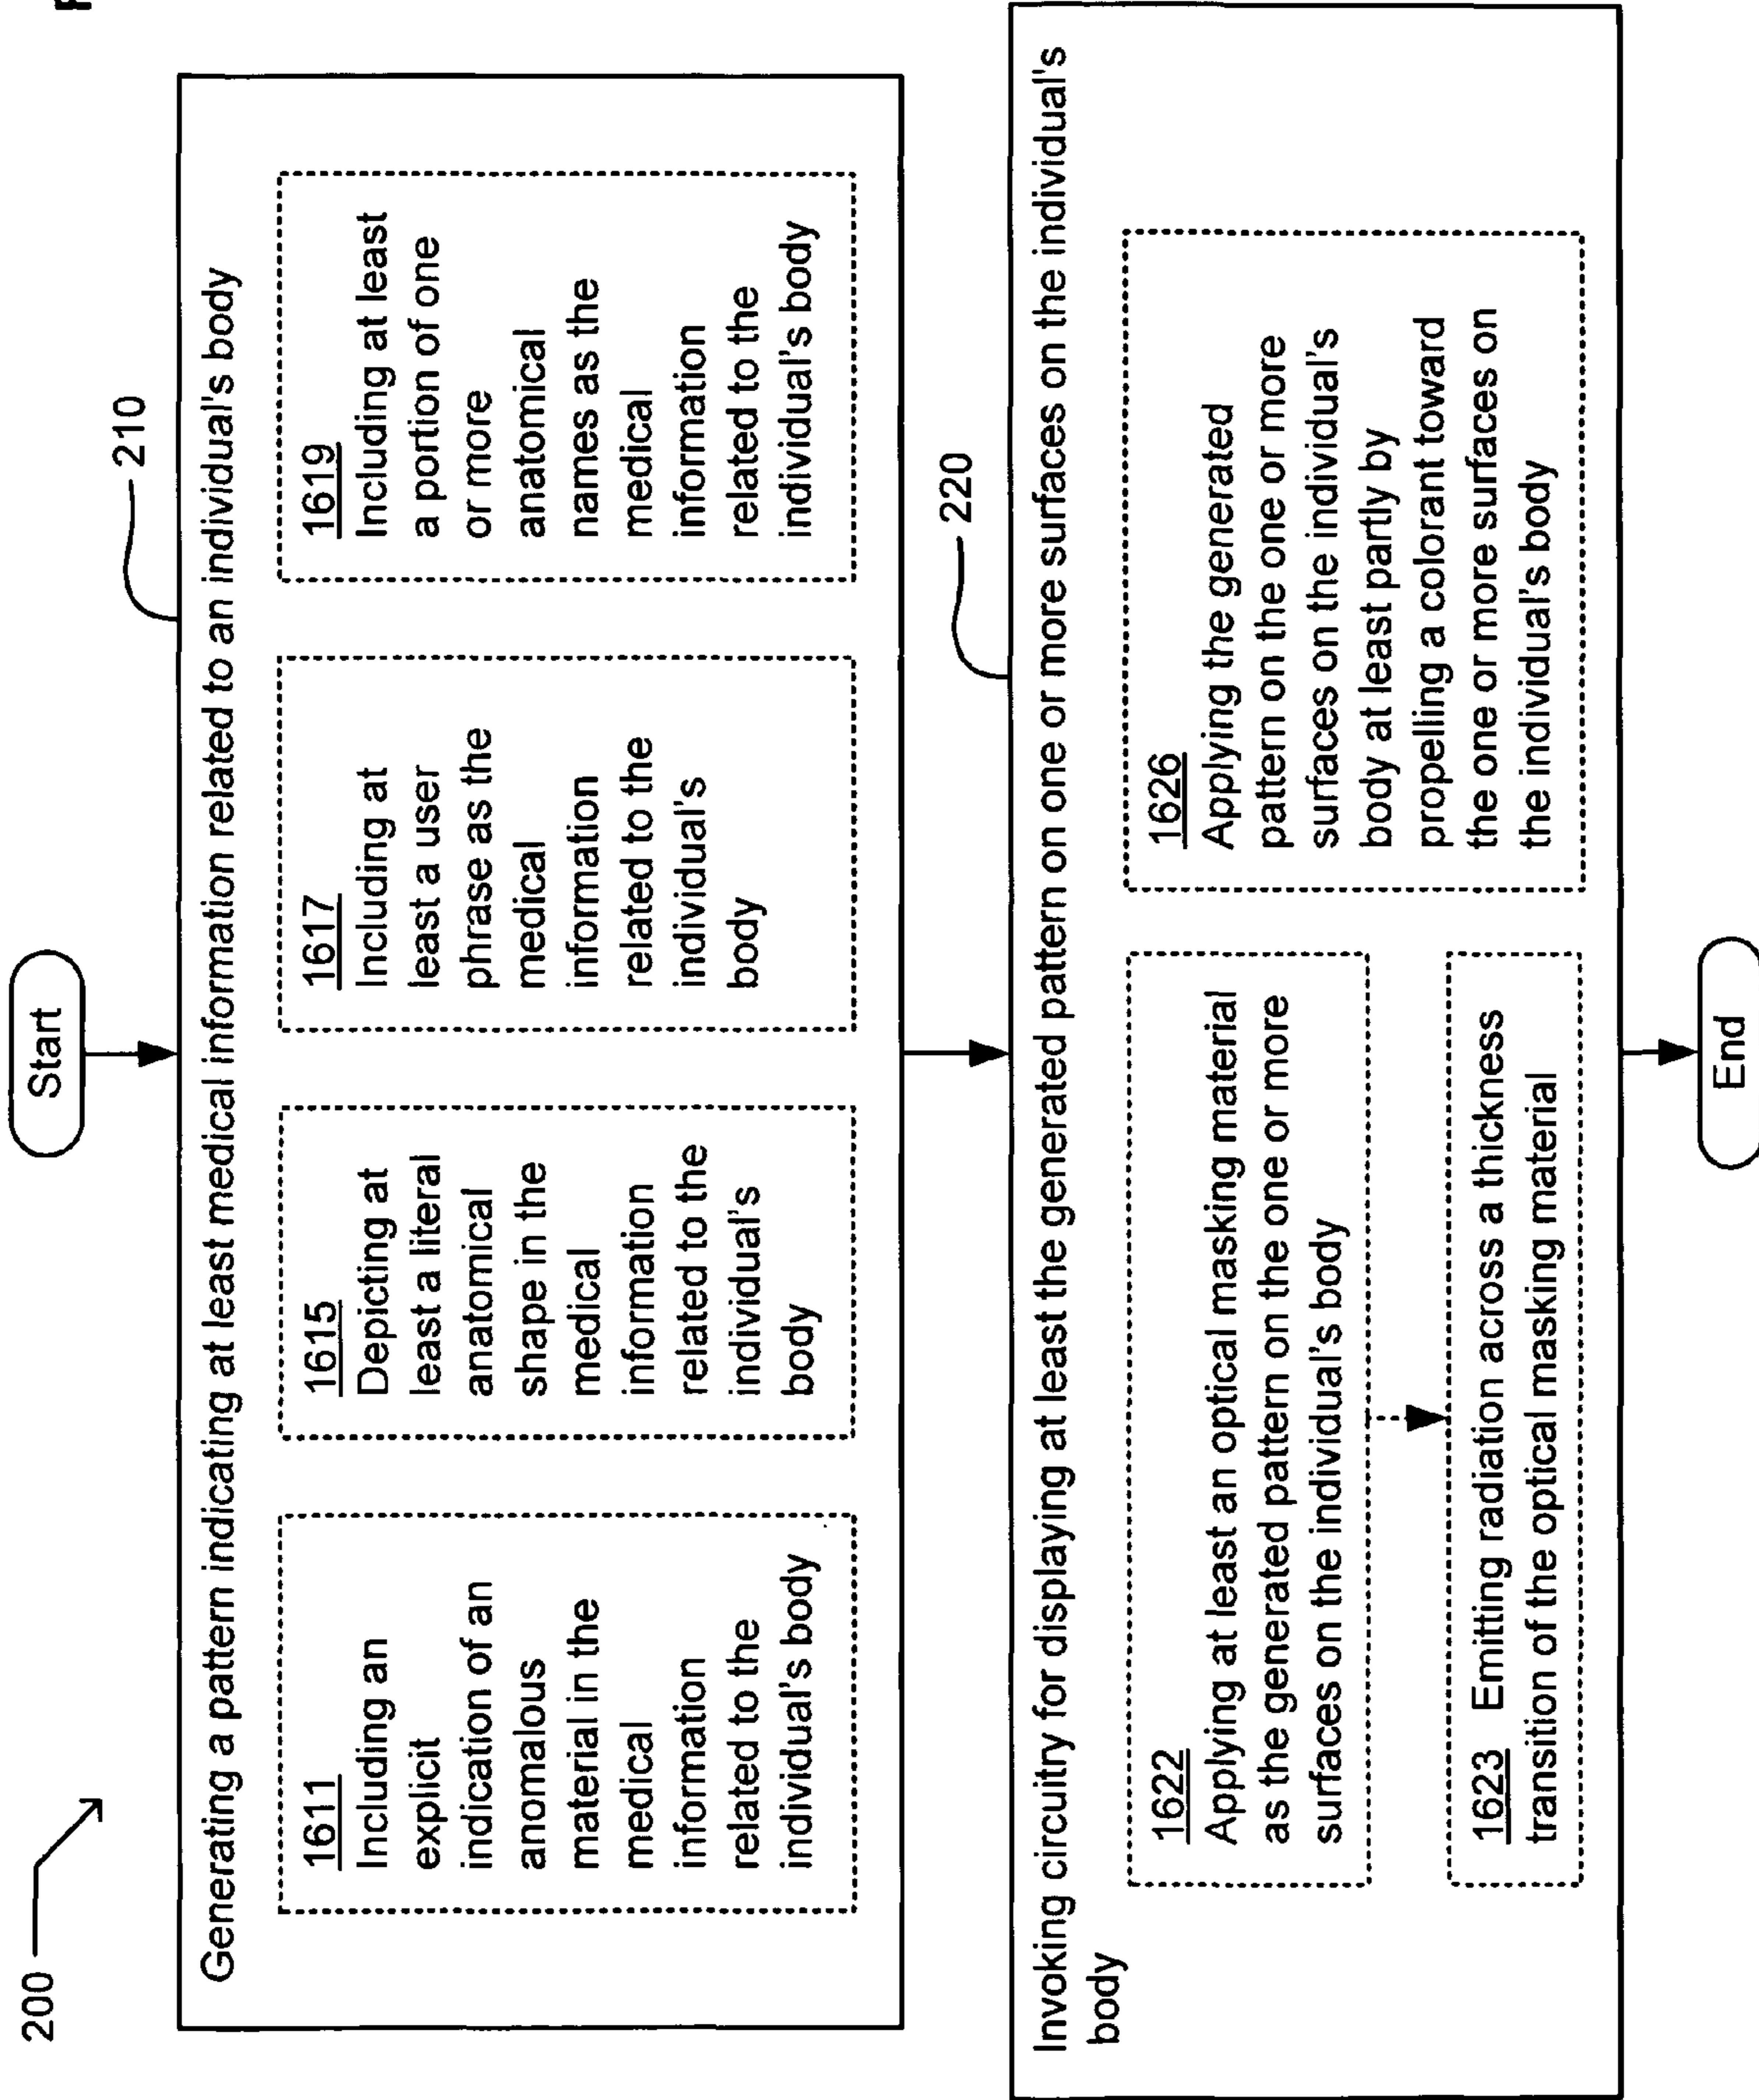 200
Start
210
Generating a pattern indicating at least medical information related to an individual's body
1611
Including an
explicit
indication of an
anomalous
material in the
medical
information
related to the
individual's body
1615
Depicting at
least a literal
anatomical
shape in the
medical
information
related to the
individual's
body
1617
Including at
least a user
phrase as the
medical
information
related to the
individual's
body
1619
Including at least
a portion of one
or more
anatomical
names as the
medical
information
related to the
individual's body
220
Invoking circuitry for displaying at least the generated pattern on one or more surfaces on the individual's
body
1622
Applying at least an optical masking material
as the generated pattern on the one or more
surfaces on the individual's body
1623 Emitting radiation across a thickness
transition of the optical masking material
1626
Applying the generated
pattern on the one or more
surfaces on the individual's
body at least partly by
propelling a colorant toward
the one or more surfaces on
the individual's body
End